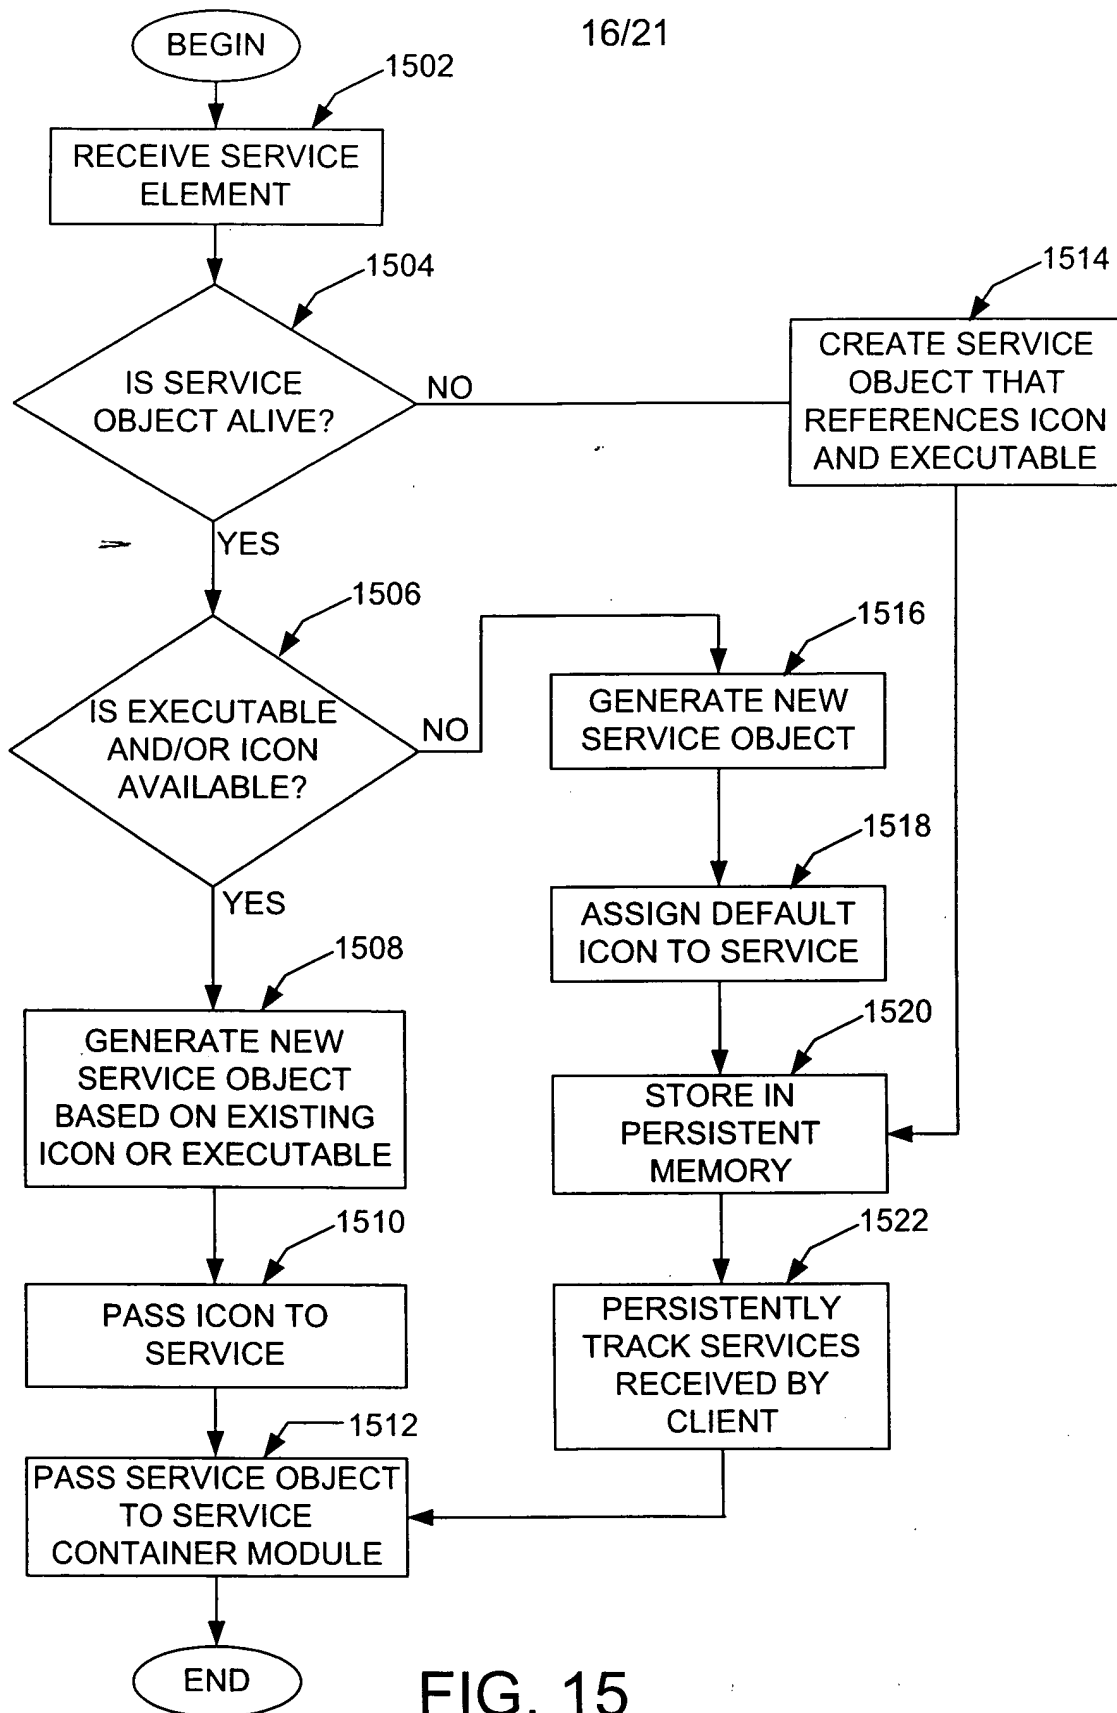 16/21
BEGIN
1502
RECEIVE SERVICE
ELEMENT
1504
IS SERVICE
OBJECT ALIVE?
NO
YES
1514
CREATE SERVICE
OBJECT THAT
REFERENCES ICON
AND EXECUTABLE
1506
IS EXECUTABLE
AND/OR ICON
AVAILABLE?
NO
YES
1516
GENERATE NEW
SERVICE OBJECT
1518
ASSIGN DEFAULT
ICON TO SERVICE
1508
GENERATE NEW
SERVICE OBJECT
BASED ON EXISTING
ICON OR EXECUTABLE
1520
STORE IN
PERSISTENT
MEMORY
1510
PASS ICON TO
SERVICE
1522
PERSISTENTLY
TRACK SERVICES
RECEIVED BY
CLIENT
1512
PASS SERVICE OBJECT
TO SERVICE
CONTAINER MODULE
END
FIG. 15